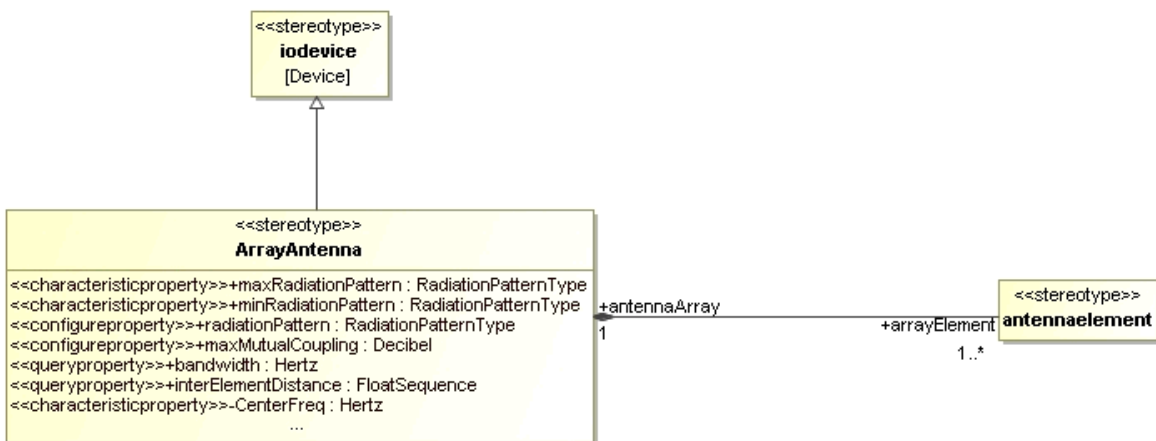 <<stereotype>>
iodevice
[Device]
<<stereotype>>
ArrayAntenna
<<characteristicproperty>>+maxRadiationPattern : RadiationPatternType
<<characteristicproperty>>+minRadiationPattern : RadiationPatternType
<<configureproperty>>+radiationPattern : RadiationPatternType
<<configureproperty>>+maxMutualCoupling : Decibel
<<queryproperty>>+bandwidth : Hertz
<<queryproperty>>+interElementDistance : FloatSequence
<<characteristicproperty>>-CenterFreq : Hertz
...
+antennaArray
1
+arrayElement
1..*
<<stereotype>>
antennaelement